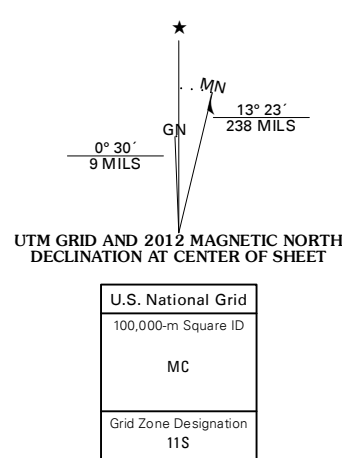 ★
MN
13° 23´
238 MILS
GN
0° 30´
9 MILS
UTM GRID AND 2012 MAGNETIC NORTH
DECLINATION AT CENTER OF SHEET
U.S. National Grid
100,000-m Square ID
MC
Grid Zone Designation
11S